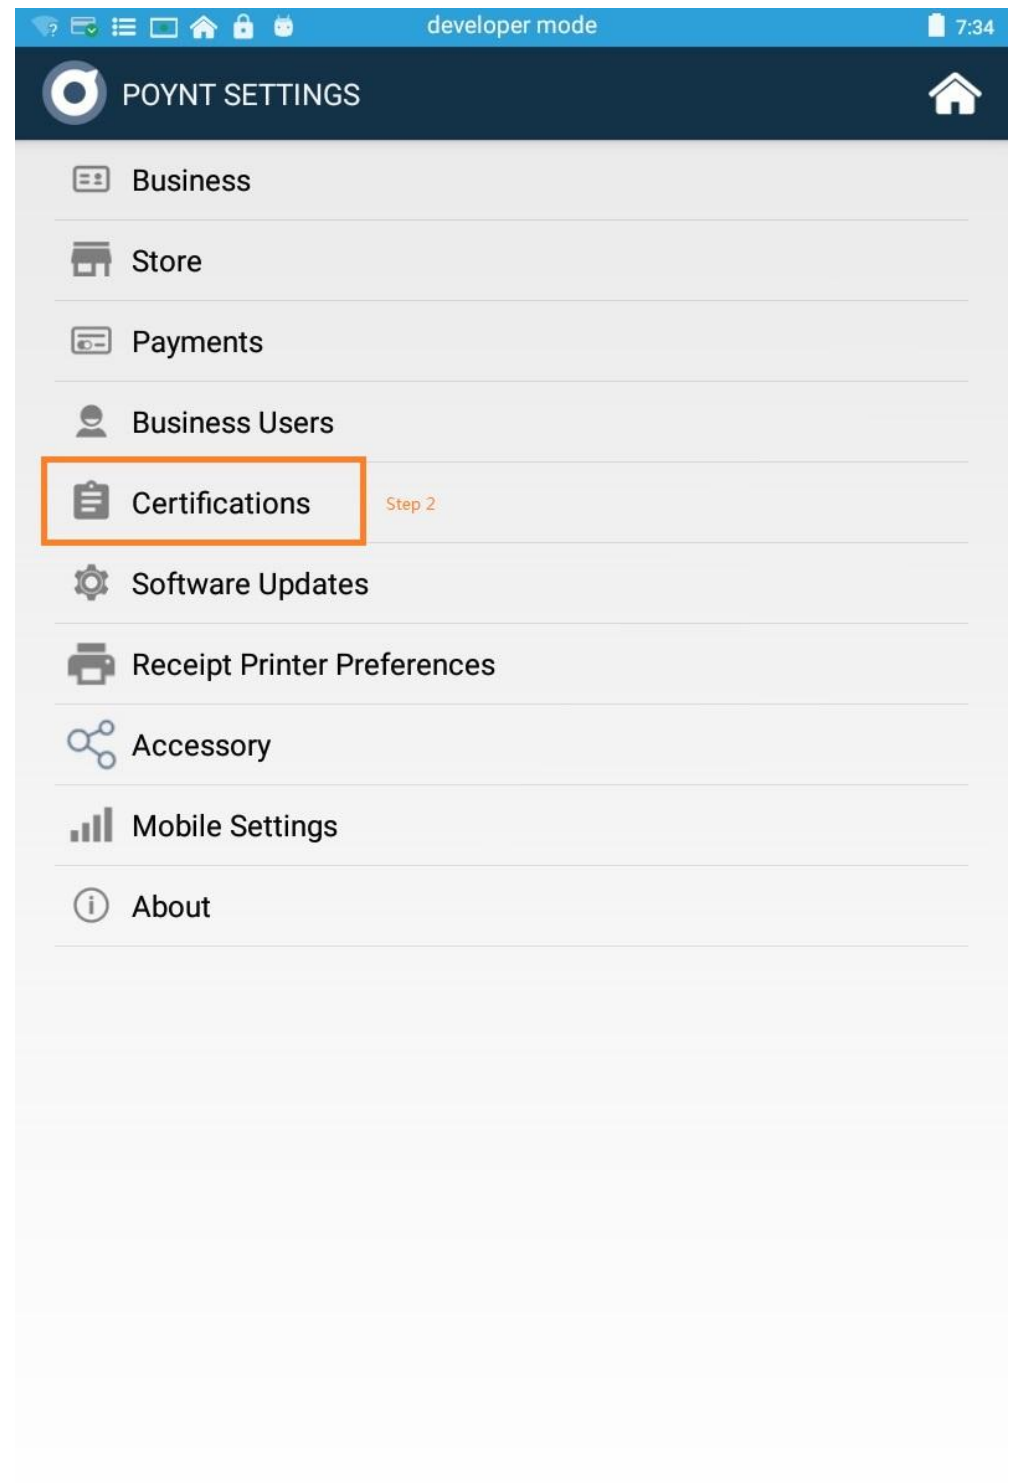 developer mode
7:34
POYNT SETTINGS
Business
Store
Payments
Business Users
Certifications
Step 2
Software Updates
Receipt Printer Preferences
Accessory
Mobile Settings
About